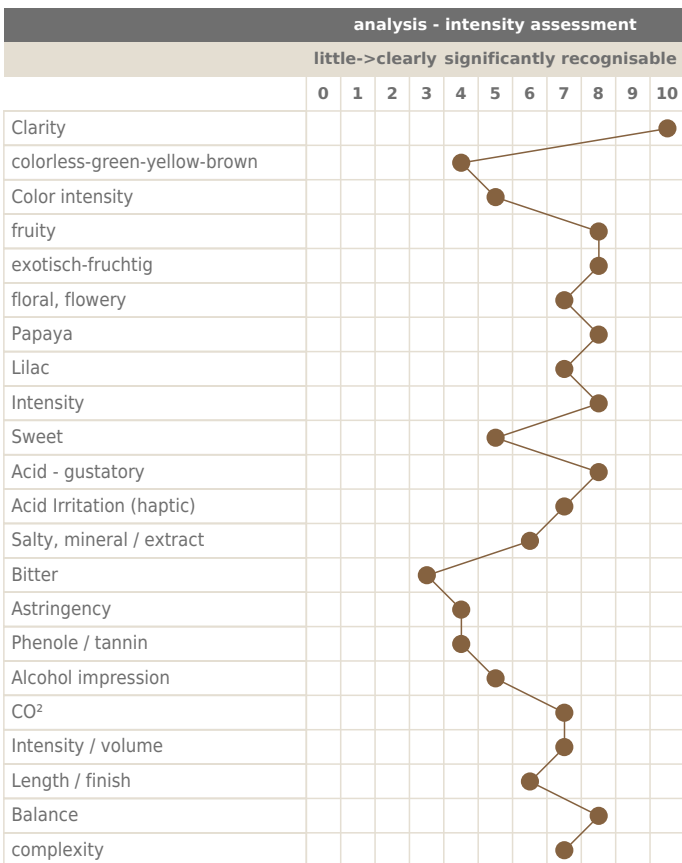 analysis - intensity assessment
little->clearly significantly recognisable
0 1 2 3 4 5 6 7 8 9 10
Clarity
colorless-green-yellow-brown
Color intensity
fruity
exotisch-fruchtig
floral, flowery
Papaya
Lilac
Intensity
Sweet
Acid - gustatory
Acid Irritation (haptic)
Salty, mineral / extract
Bitter
Astringency
Phenole / tannin
Alcohol impression
CO²
Intensity / volume
Length / finish
Balance
complexity